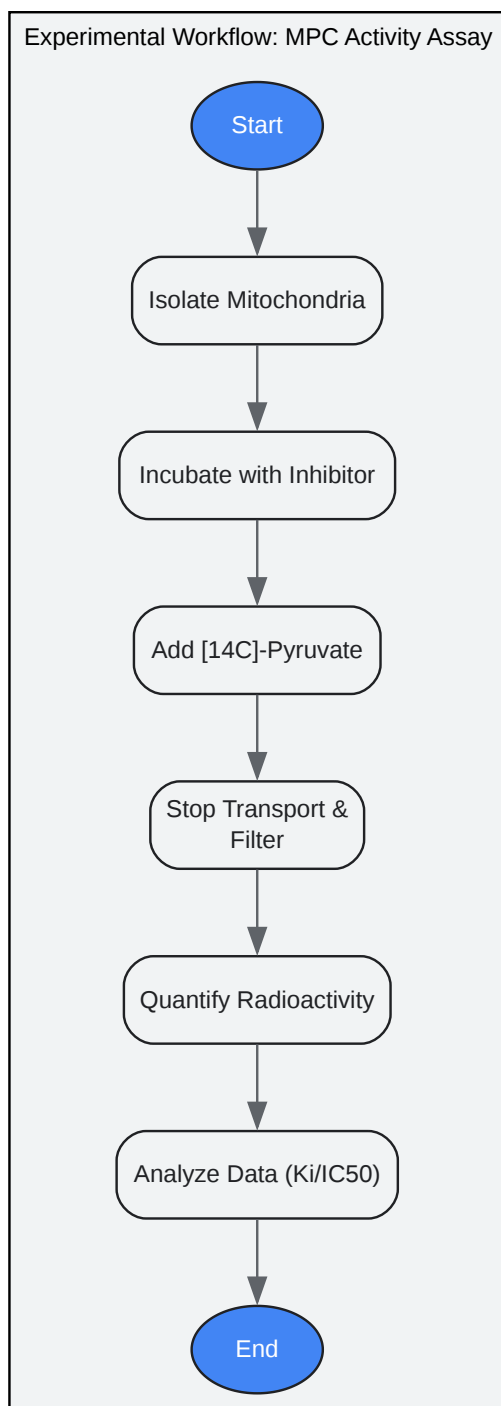 Experimental Workflow: MPC Activity Assay
Start
Isolate Mitochondria
Incubate with Inhibitor
Add [14C]-Pyruvate
Stop Transport &
Filter
Quantify Radioactivity
Analyze Data (Ki/IC50)
End